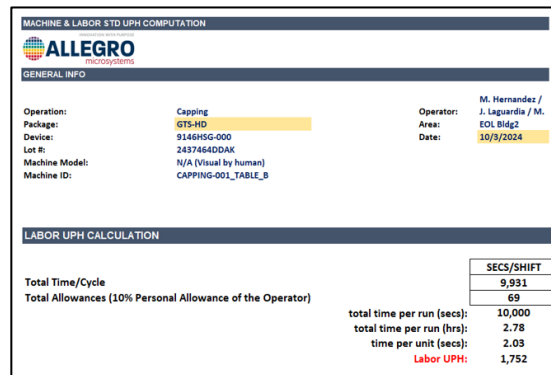 MACHINE & LABOR STD UPH COMPUTATION
INNOVATION WITH PURPOSE
ALLEGRO
microsystems
GENERAL INFO
Operation: Capping Operator: M. Hernandez / J. Laguardia / M.
Package: GTS-HD Area: EOL Bldg2
Device: 9146HSG-000 Date: 10/3/2024
Lot #: 2437464DDAK
Machine Model: N/A (Visual by human)
Machine ID: CAPPING-001_TABLE_B
LABOR UPH CALCULATION
SECS/SHIFT
Total Time/Cycle 9,931
Total Allowances (10% Personal Allowance of the Operator) 69
total time per run (secs): 10,000
total time per run (hrs): 2.78
time per unit (secs): 2.03
Labor UPH: 1,752